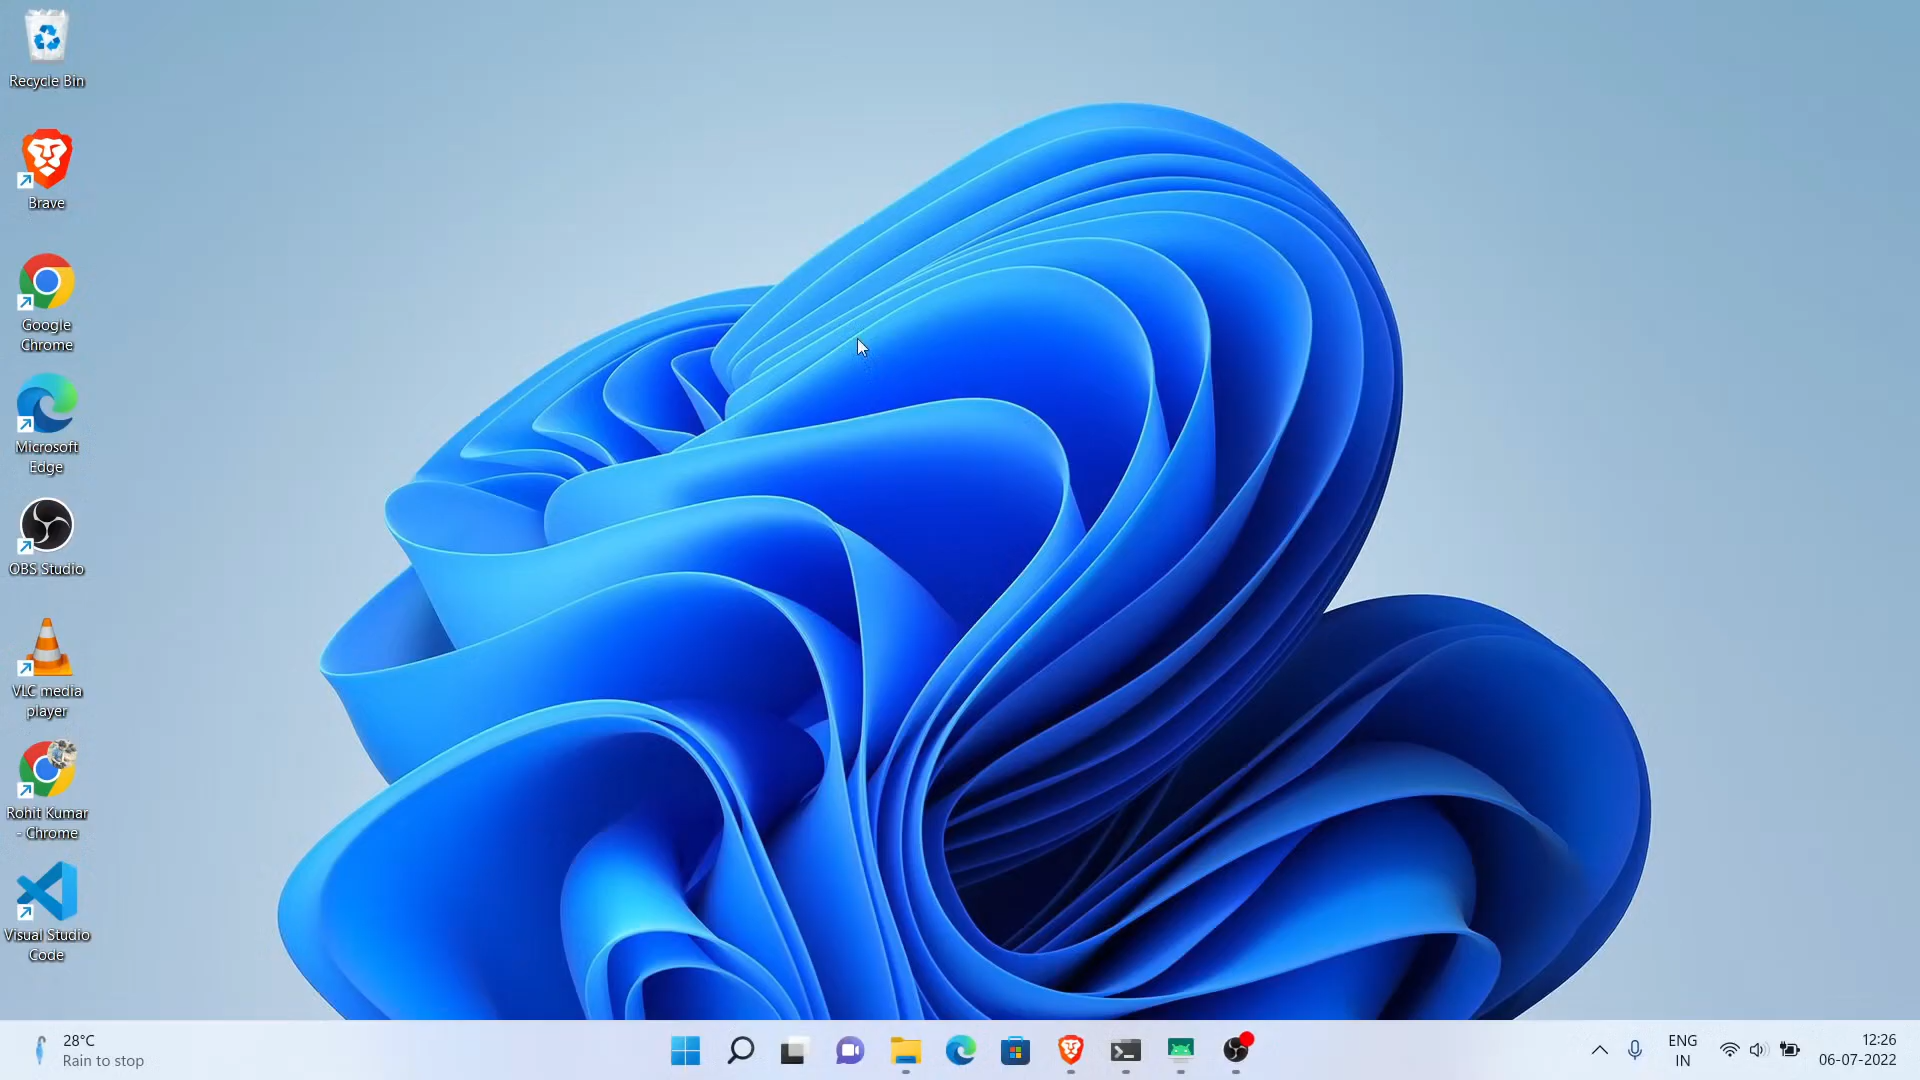 Recycle Bin
Brave
Google
Chrome
Microsoft
Edge
OBS Studio
VLC media
player
Rohit Kumar
- Chrome
Visual Studio
Code
28°C
Rain to stop
ENG
IN
12:26
06-07-2022